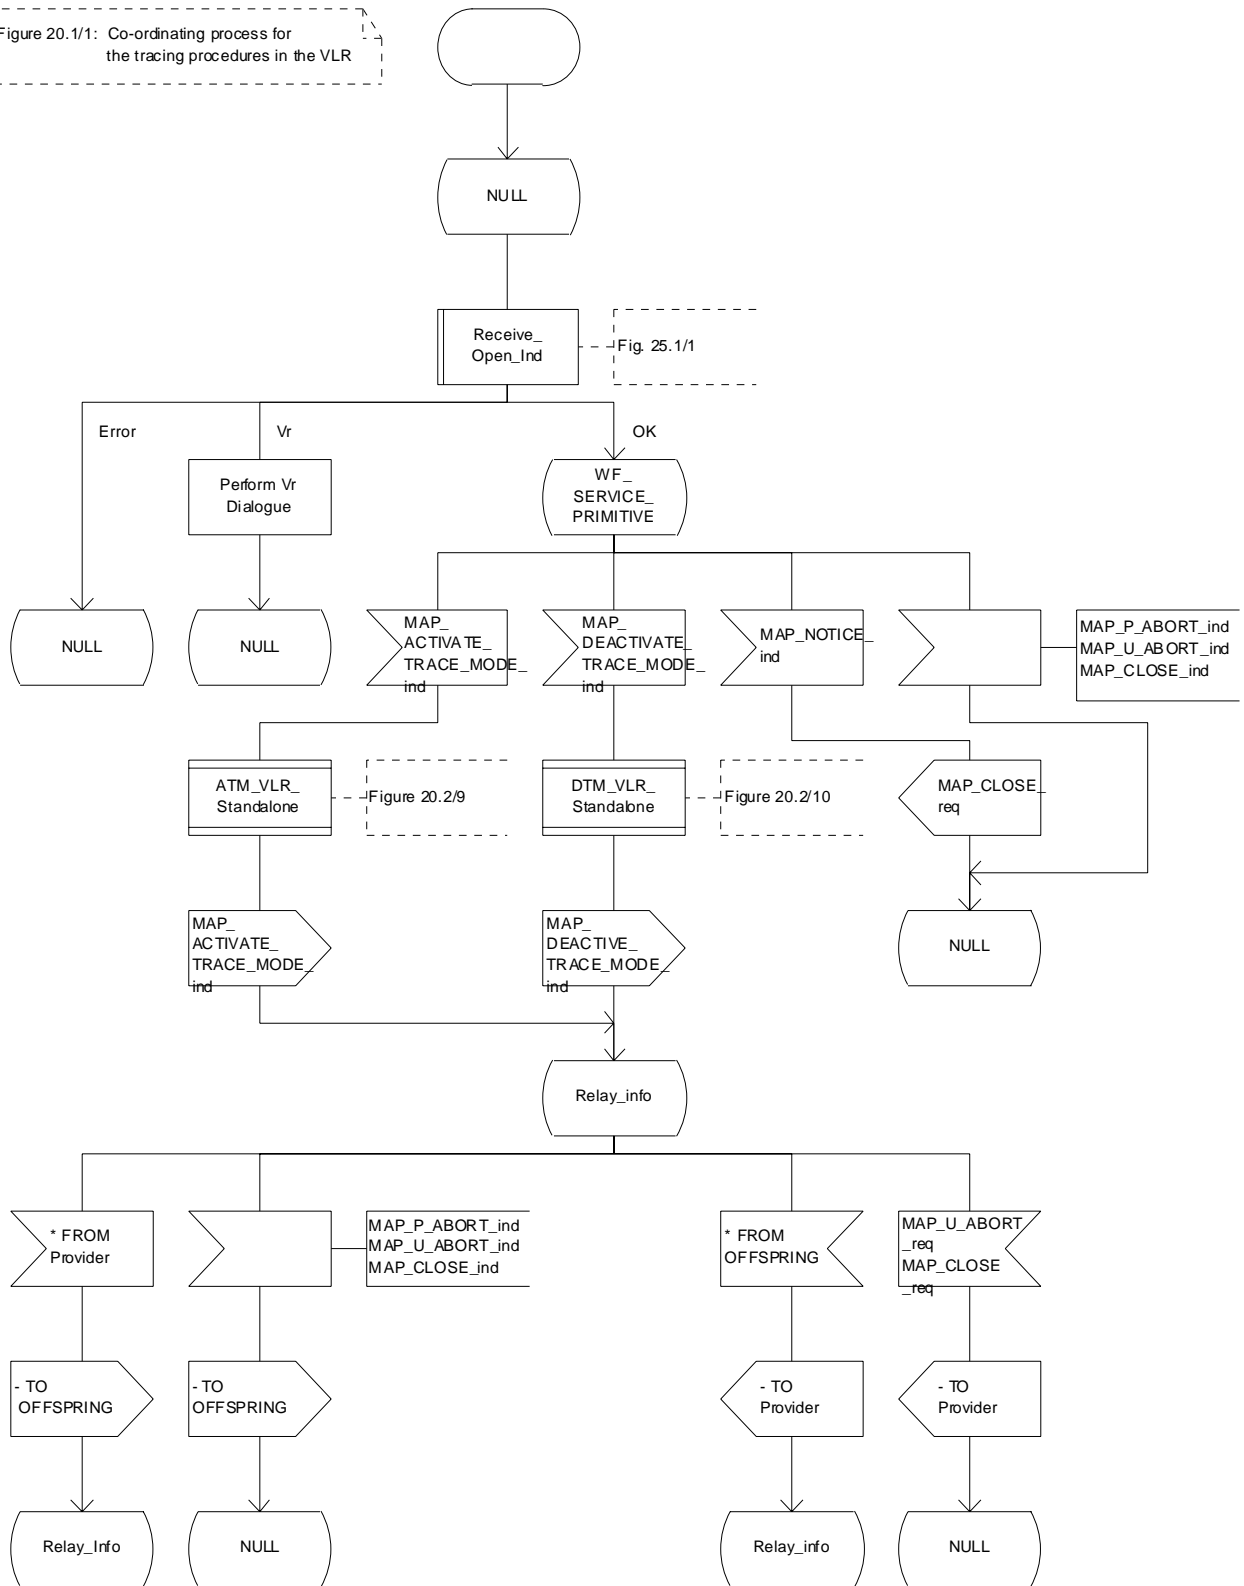 Figure 20.1/1: Co-ordinating process for
the tracing procedures in the VLR
NULL
Receive_
Open_Ind
Fig. 25.1/1
Error
Vr
OK
Perform Vr
Dialogue
WF_
SERVICE_
PRIMITIVE
NULL
NULL
MAP_
ACTIVATE_
TRACE_MODE_
ind
MAP_
DEACTIVATE_
TRACE_MODE_
ind
MAP_NOTICE_
ind
MAP_P_ABORT_ind
MAP_U_ABORT_ind
MAP_CLOSE_ind
ATM_VLR_
Standalone
Figure 20.2/9
DTM_VLR_
Standalone
Figure 20.2/10
MAP_CLOSE_
req
MAP_
ACTIVATE_
TRACE_MODE_
ind
MAP_
DEACTIVE_
TRACE_MODE_
ind
NULL
Relay_info
* FROM
Provider
MAP_P_ABORT_ind
MAP_U_ABORT_ind
MAP_CLOSE_ind
* FROM
OFFSPRING
MAP_U_ABORT
_req
MAP_CLOSE
_req
- TO
OFFSPRING
- TO
OFFSPRING
- TO
Provider
- TO
Provider
Relay_Info
NULL
Relay_info
NULL